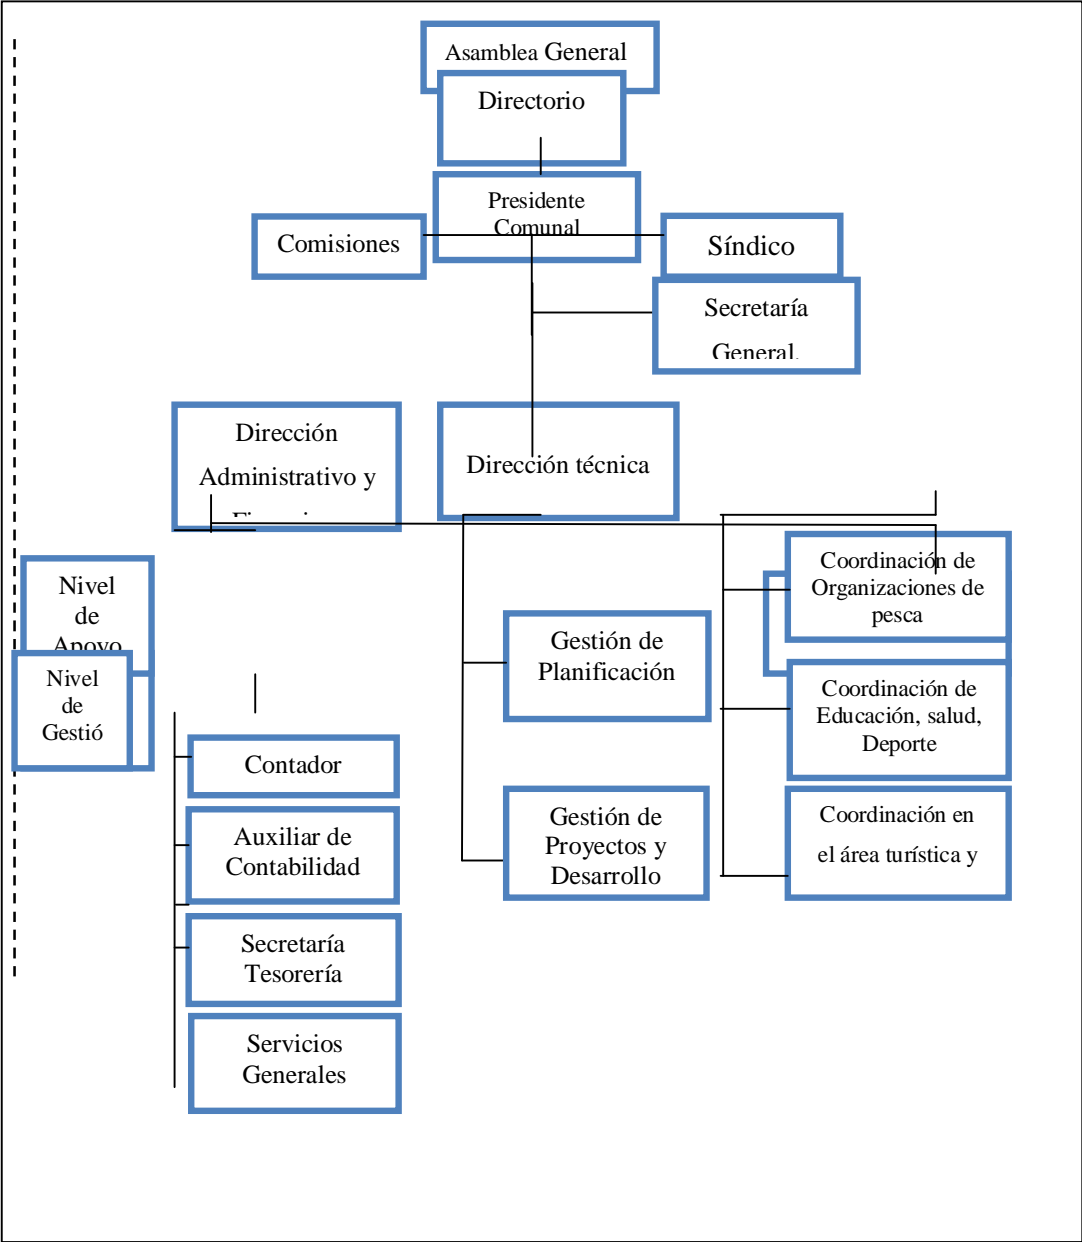 Asamblea General
Directorio
Presidente
Comunal
Comisiones
Síndico
Secretaría
General.
Dirección
Administrativo y
Dirección técnica
Nivel
de
Apoyo
Nivel
de
Gestió
Coordinación de
Organizaciones de
pesca
Gestión de
Planificación
Coordinación de
Educación, salud,
Deporte
Contador
Gestión de
Proyectos y
Desarrollo
Coordinación en
el área turística y
Auxiliar de
Contabilidad
Secretaría
Tesorería
Servicios
Generales